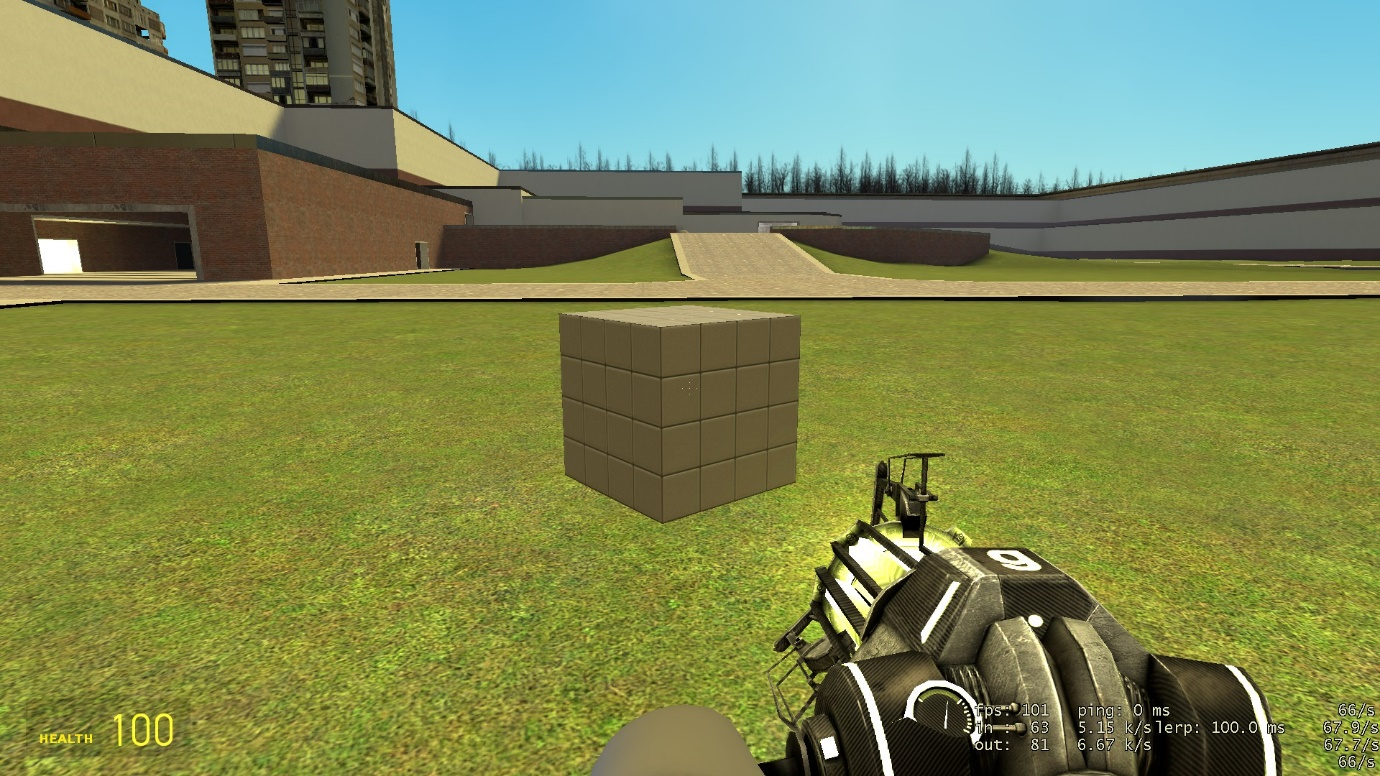 HEALTH 100
fps: 101 ping: 0 ms 66/s
in : 63 5.15 k/s lerp: 100.0 ms 67.9/s
out: 81 6.67 k/s 67.7/s
66/s